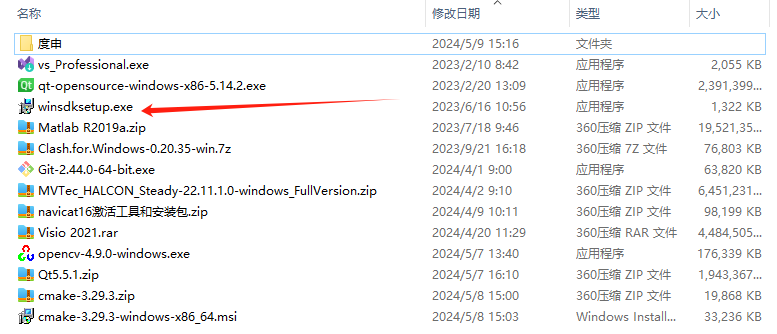 名称 修改日期 类型 大小
度申 2024/5/9 15:16 文件夹
vs_Professional.exe 2023/2/10 8:42 应用程序 2,055 KB
qt-opensource-windows-x86-5.14.2.exe 2023/2/20 13:09 应用程序 2,391,399...
winsdksetup.exe 2023/6/16 10:56 应用程序 1,322 KB
Matlab R2019a.zip 2023/7/18 9:46 360压缩 ZIP 文件 19,521,35...
Clash.for.Windows-0.20.35-win.7z 2023/9/21 16:18 360压缩 7Z 文件 76,803 KB
Git-2.44.0-64-bit.exe 2024/4/1 9:00 应用程序 63,820 KB
MVTec_HALCON_Steady-22.11.1.0-windows_FullVersion.zip 2024/4/2 9:10 360压缩 ZIP 文件 6,451,231...
navicat16激活工具和安装包.zip 2024/4/9 10:11 360压缩 ZIP 文件 98,199 KB
Visio 2021.rar 2024/4/20 11:29 360压缩 RAR 文件 4,484,505...
opencv-4.9.0-windows.exe 2024/5/7 13:40 应用程序 176,339 KB
Qt5.5.1.zip 2024/5/7 16:10 360压缩 ZIP 文件 1,943,367...
cmake-3.29.3.zip 2024/5/8 15:00 360压缩 ZIP 文件 19,868 KB
cmake-3.29.3-windows-x86_64.msi 2024/5/8 15:03 Windows Install... 33,236 KB